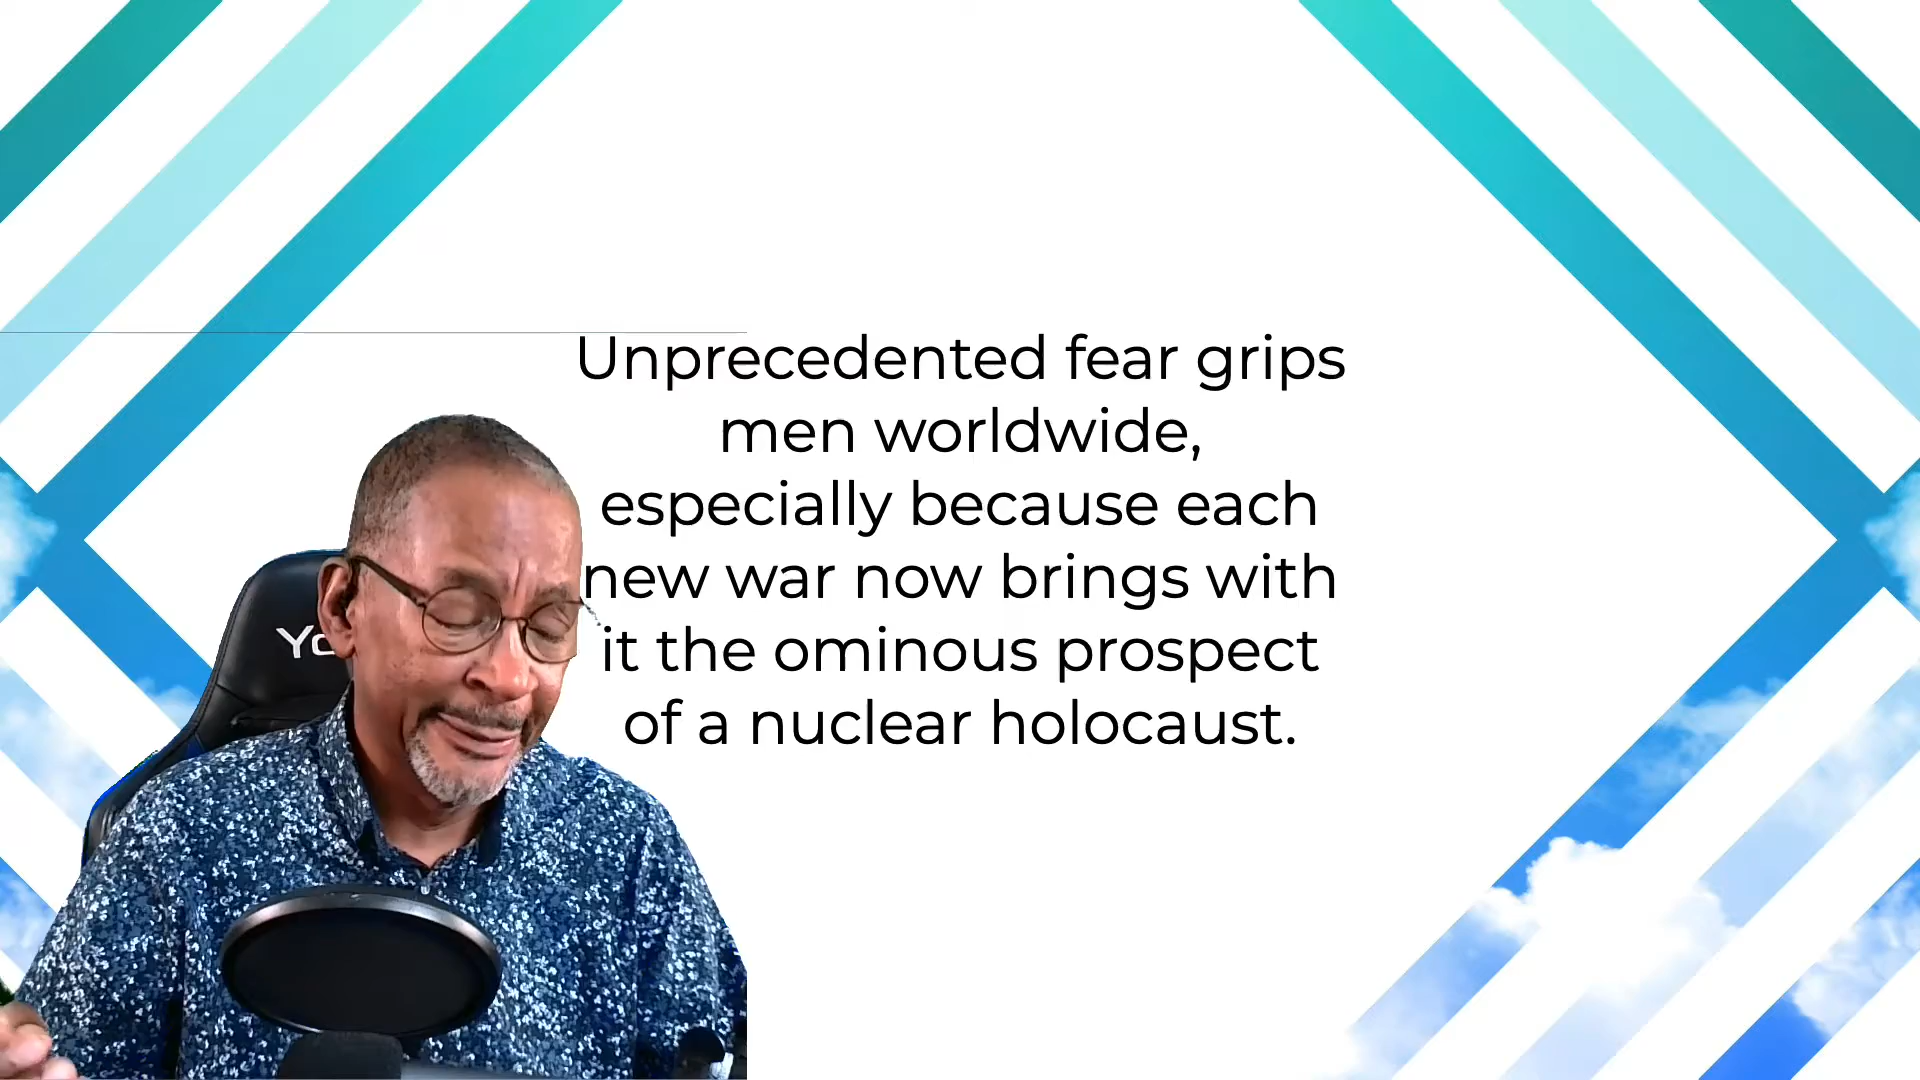 Unprecedented fear grips
men worldwide,
especially because each
new war now brings with
it the ominous prospect
of a nuclear holocaust.